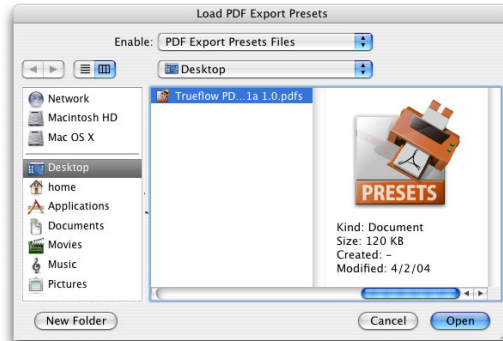 Load PDF Export Presets
Enable: PDF Export Presets Files
Desktop
Network
Macintosh HD
Mac OS X
Desktop
home
Applications
Documents
Movies
Music
Pictures
Trueflow PD...1a 1.0.pdfs
PRESETS
Kind: Document
Size: 120 KB
Created: –
Modified: 4/2/04
New Folder
Cancel
Open